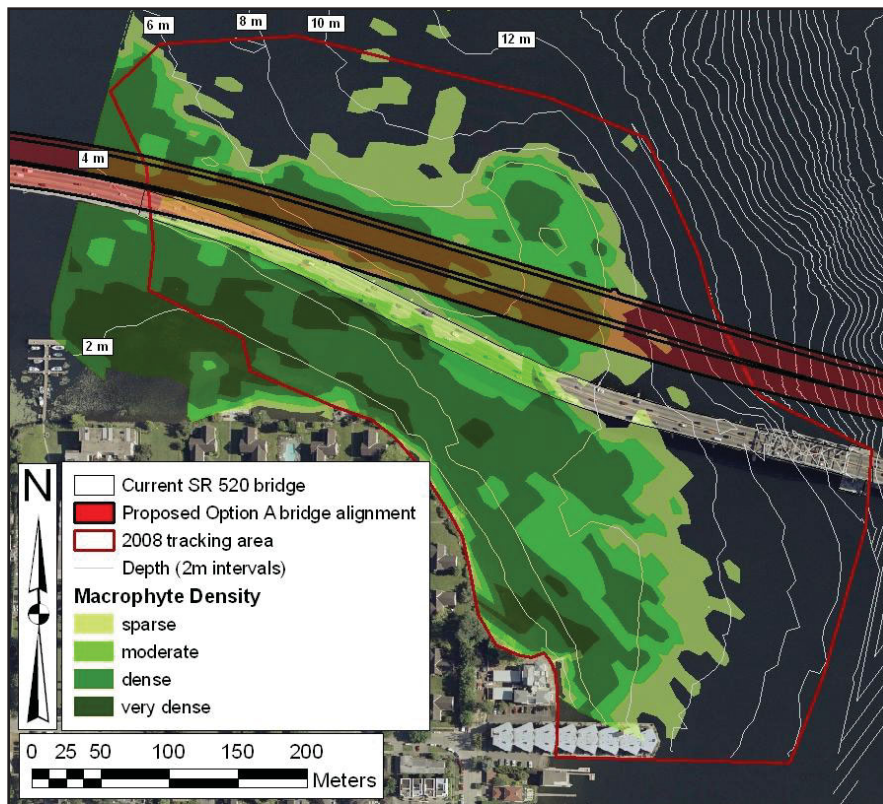 6 m
8 m
10 m
12 m
4 m
2 m
N
Current SR 520 bridge
Proposed Option A bridge alignment
2008 tracking area
Depth (2m intervals)
Macrophyte Density
sparse
moderate
dense
very dense
0 25 50 100 150 200
Meters